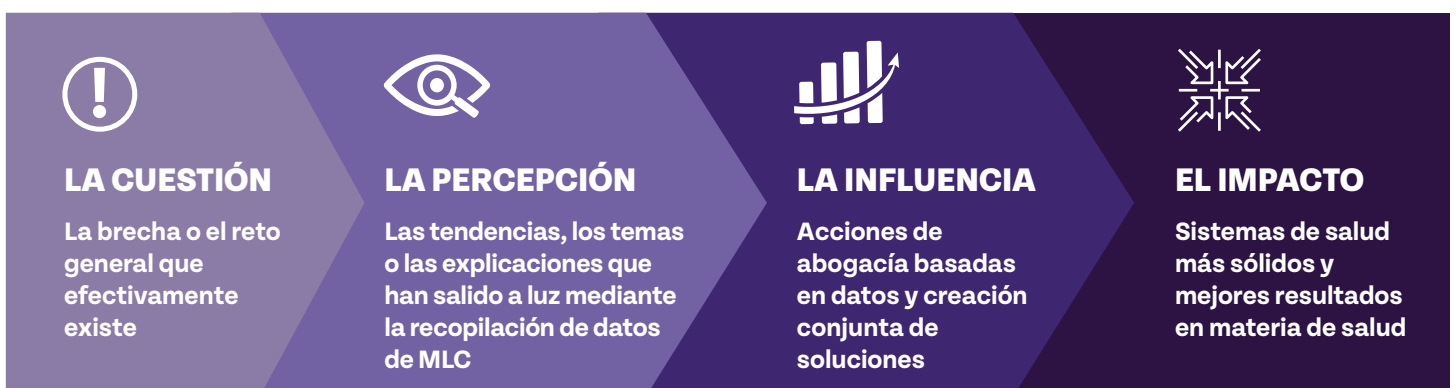 LA CUESTIÓN
La brecha o el reto
general que
efectivamente
existe
LA PERCEPCIÓN
Las tendencias, los temas
o las explicaciones que
han salido a luz mediante
la recopilación de datos
de MLC
LA INFLUENCIA
Acciones de
abogacía basadas
en datos y creación
conjunta de
soluciones
EL IMPACTO
Sistemas de salud
más sólidos y
mejores resultados
en materia de salud